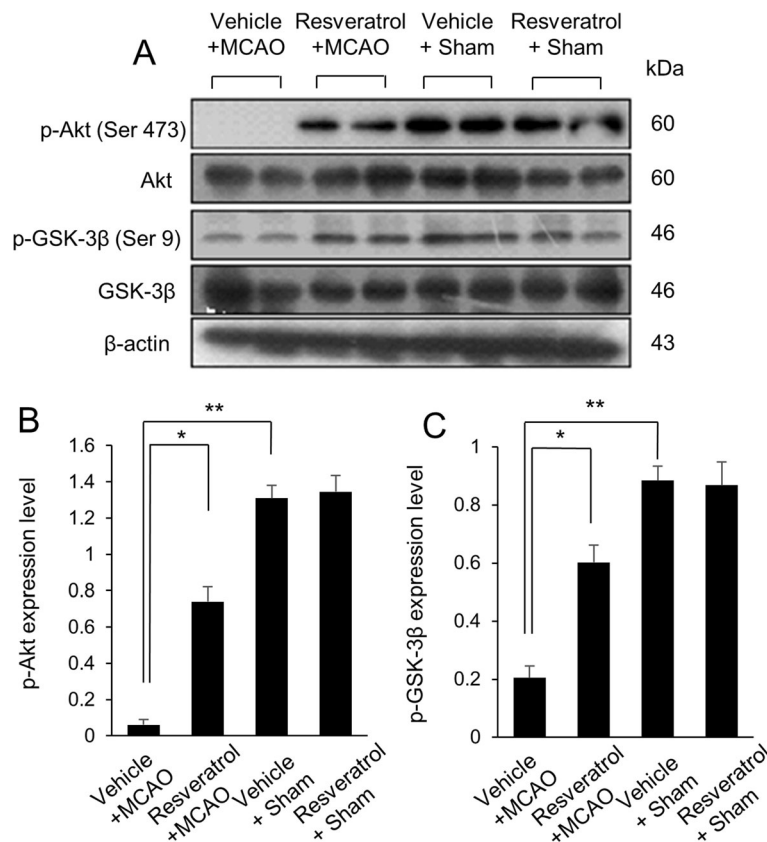 A
Vehicle Resveratrol Vehicle Resveratrol
+MCAO +MCAO + Sham + Sham
kDa
p-Akt (Ser 473) 60
Akt 60
p-GSK-3β (Ser 9) 46
GSK-3β 46
β-actin 43
B
**
*
p-Akt expression level
1.6
1.4
1.2
1
0.8
0.6
0.4
0.2
0
Vehicle
+MCAO
Resveratrol
+MCAO
Vehicle
+ Sham
Resveratrol
+ Sham
C
**
*
p-GSK-3β expression level
1
0.8
0.6
0.4
0.2
0
Vehicle
+MCAO
Resveratrol
+MCAO
Vehicle
+ Sham
Resveratrol
+ Sham